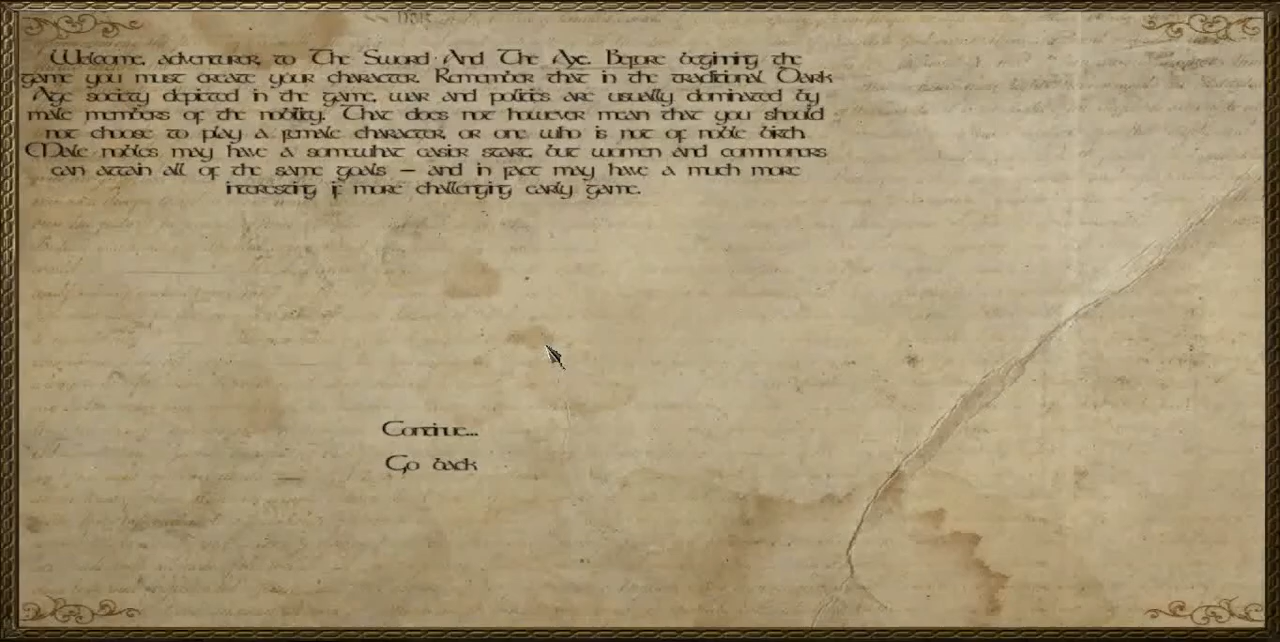 Welcome, adventurer, to The Sword And The Axe. Before begining the
game you must create your character. Remember that in the traditional Dark
Age society depicted in the game, war and politics are usually dominated by
male members of the nobility. That does not however mean that you should
not choose to play a female character, or one who is not of noble birth.
Male nobles may have a somewhat easier start, but women and commoners
can attain all of the same goals – and in fact may have a much more
interesting if more challenging early game.
Continue...
Go back